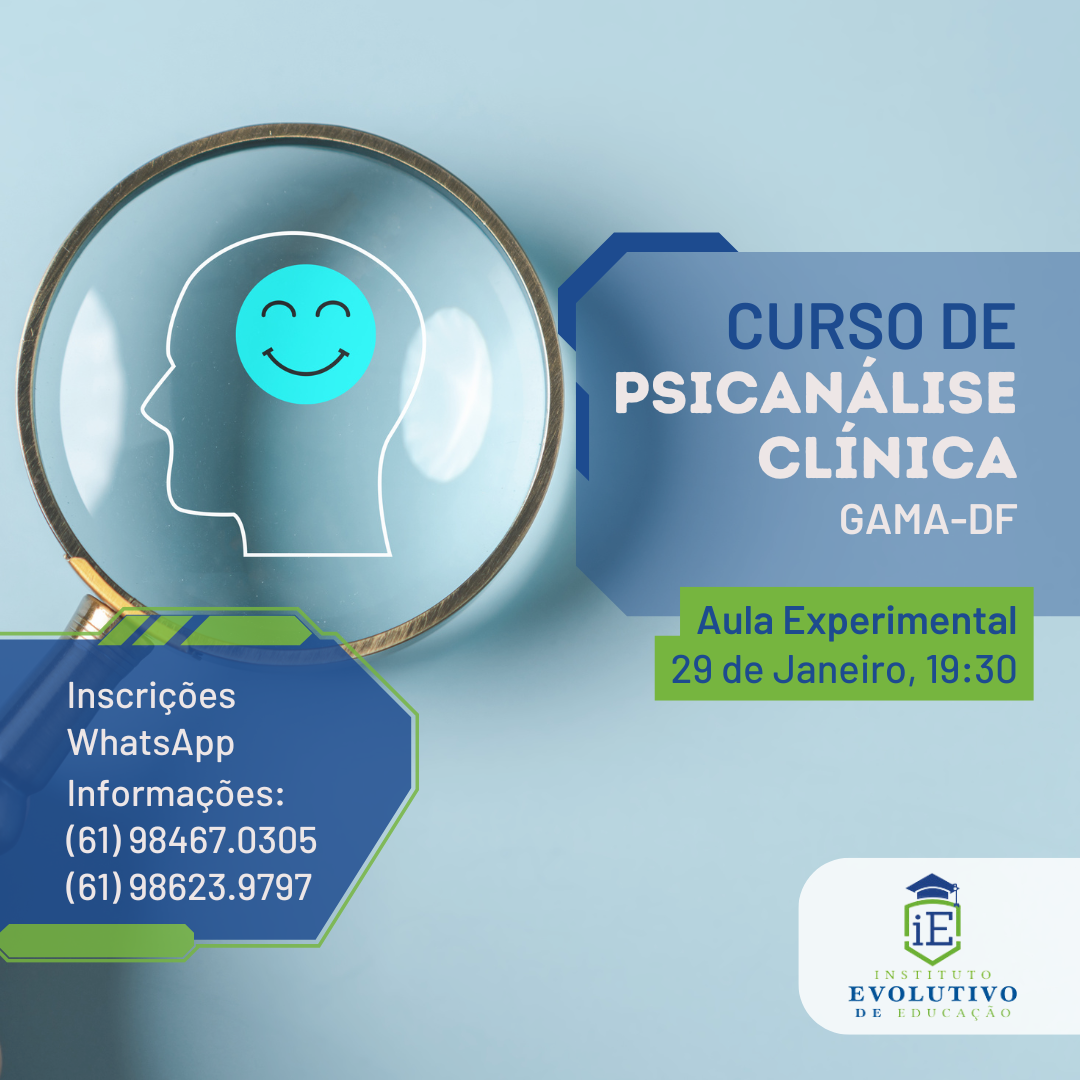 CURSO DE
PSICANÁLISE
CLÍNICA
GAMA-DF
Aula Experimental
29 de Janeiro, 19:30
Inscrições
WhatsApp
Informações:
(61) 98467.0305
(61) 98623.9797
iE
INSTITUTO
EVOLUTIVO
DE EDUCAÇÃO